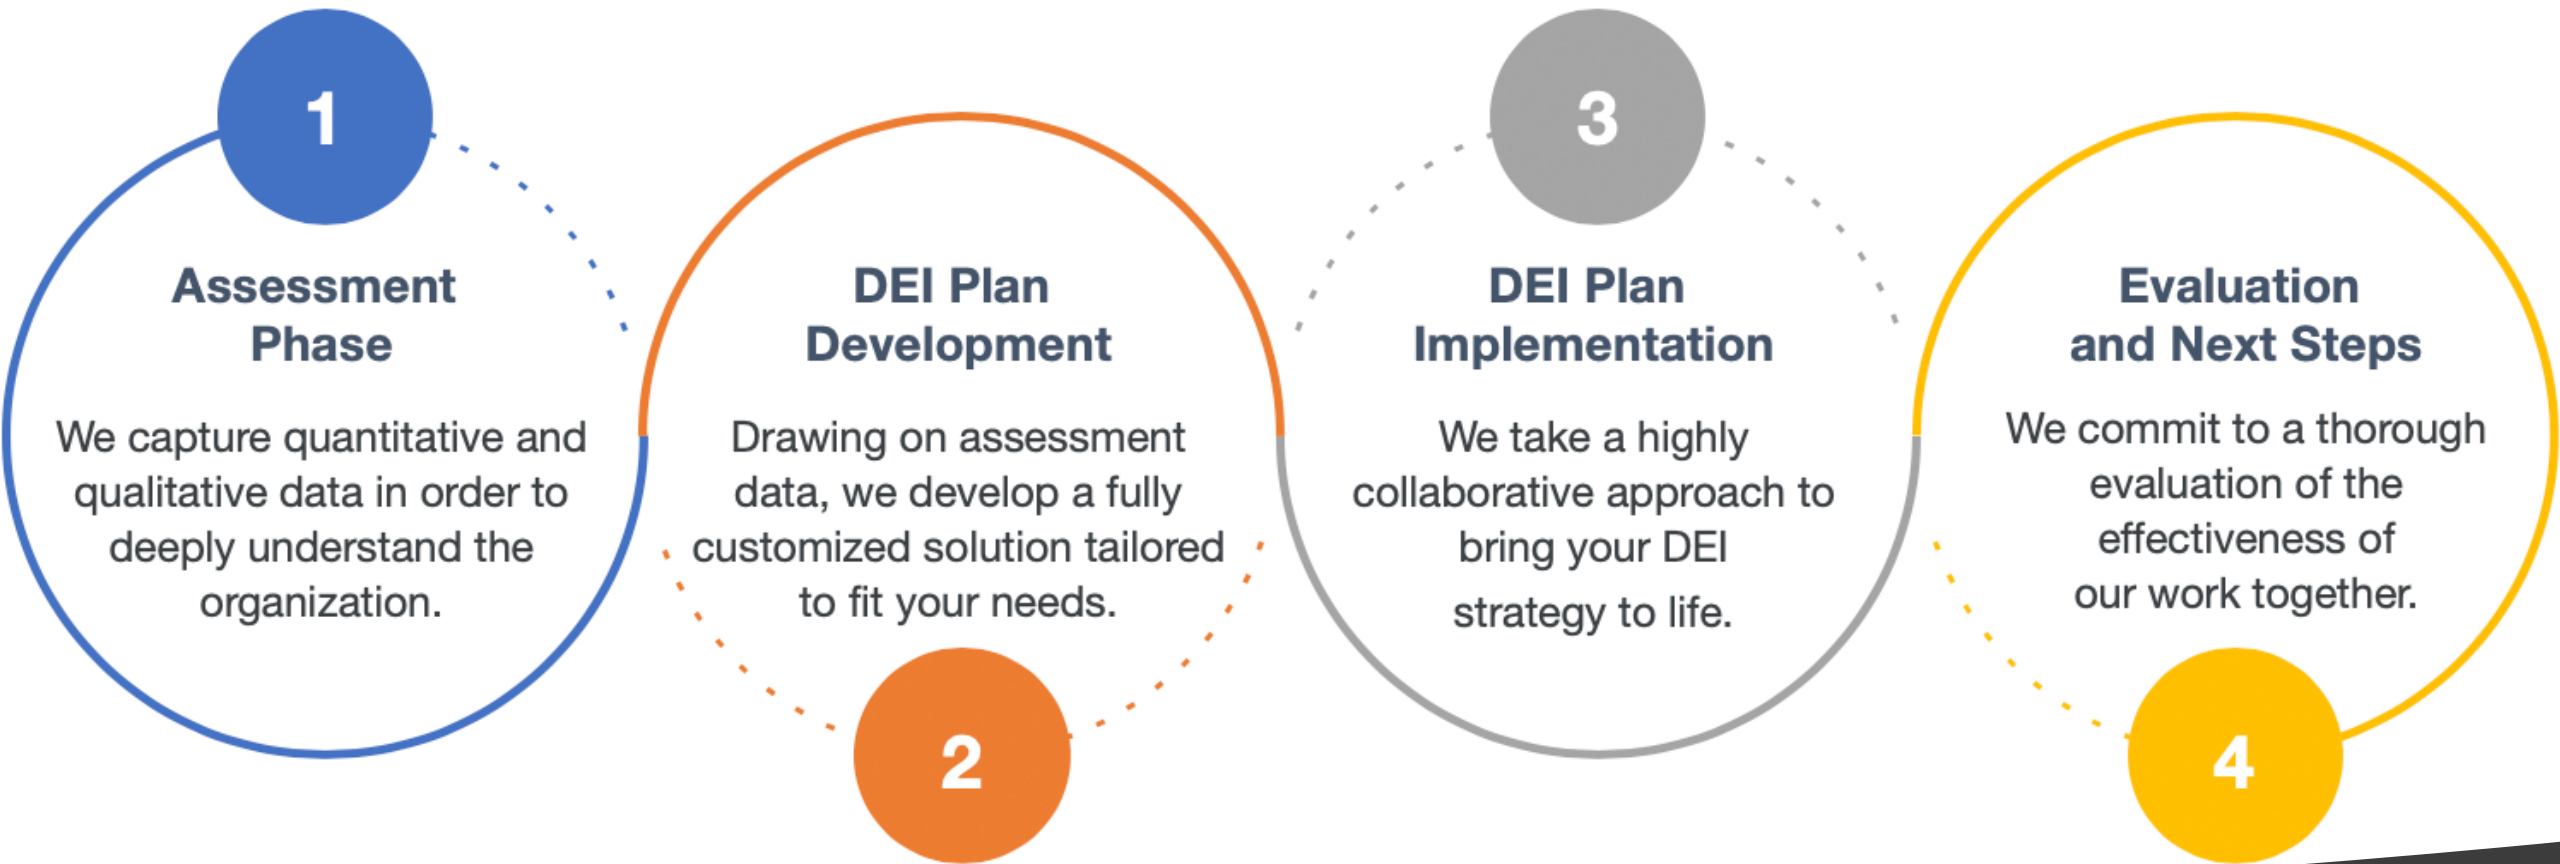 1
Assessment
Phase
We capture quantitative and
qualitative data in order to
deeply understand the
organization.
DEI Plan
Development
Drawing on assessment
data, we develop a fully
customized solution tailored
to fit your needs.
2
3
DEI Plan
Implementation
We take a highly
collaborative approach to
bring your DEI
strategy to life.
Evaluation
and Next Steps
We commit to a thorough
evaluation of the
effectiveness of
our work together.
4